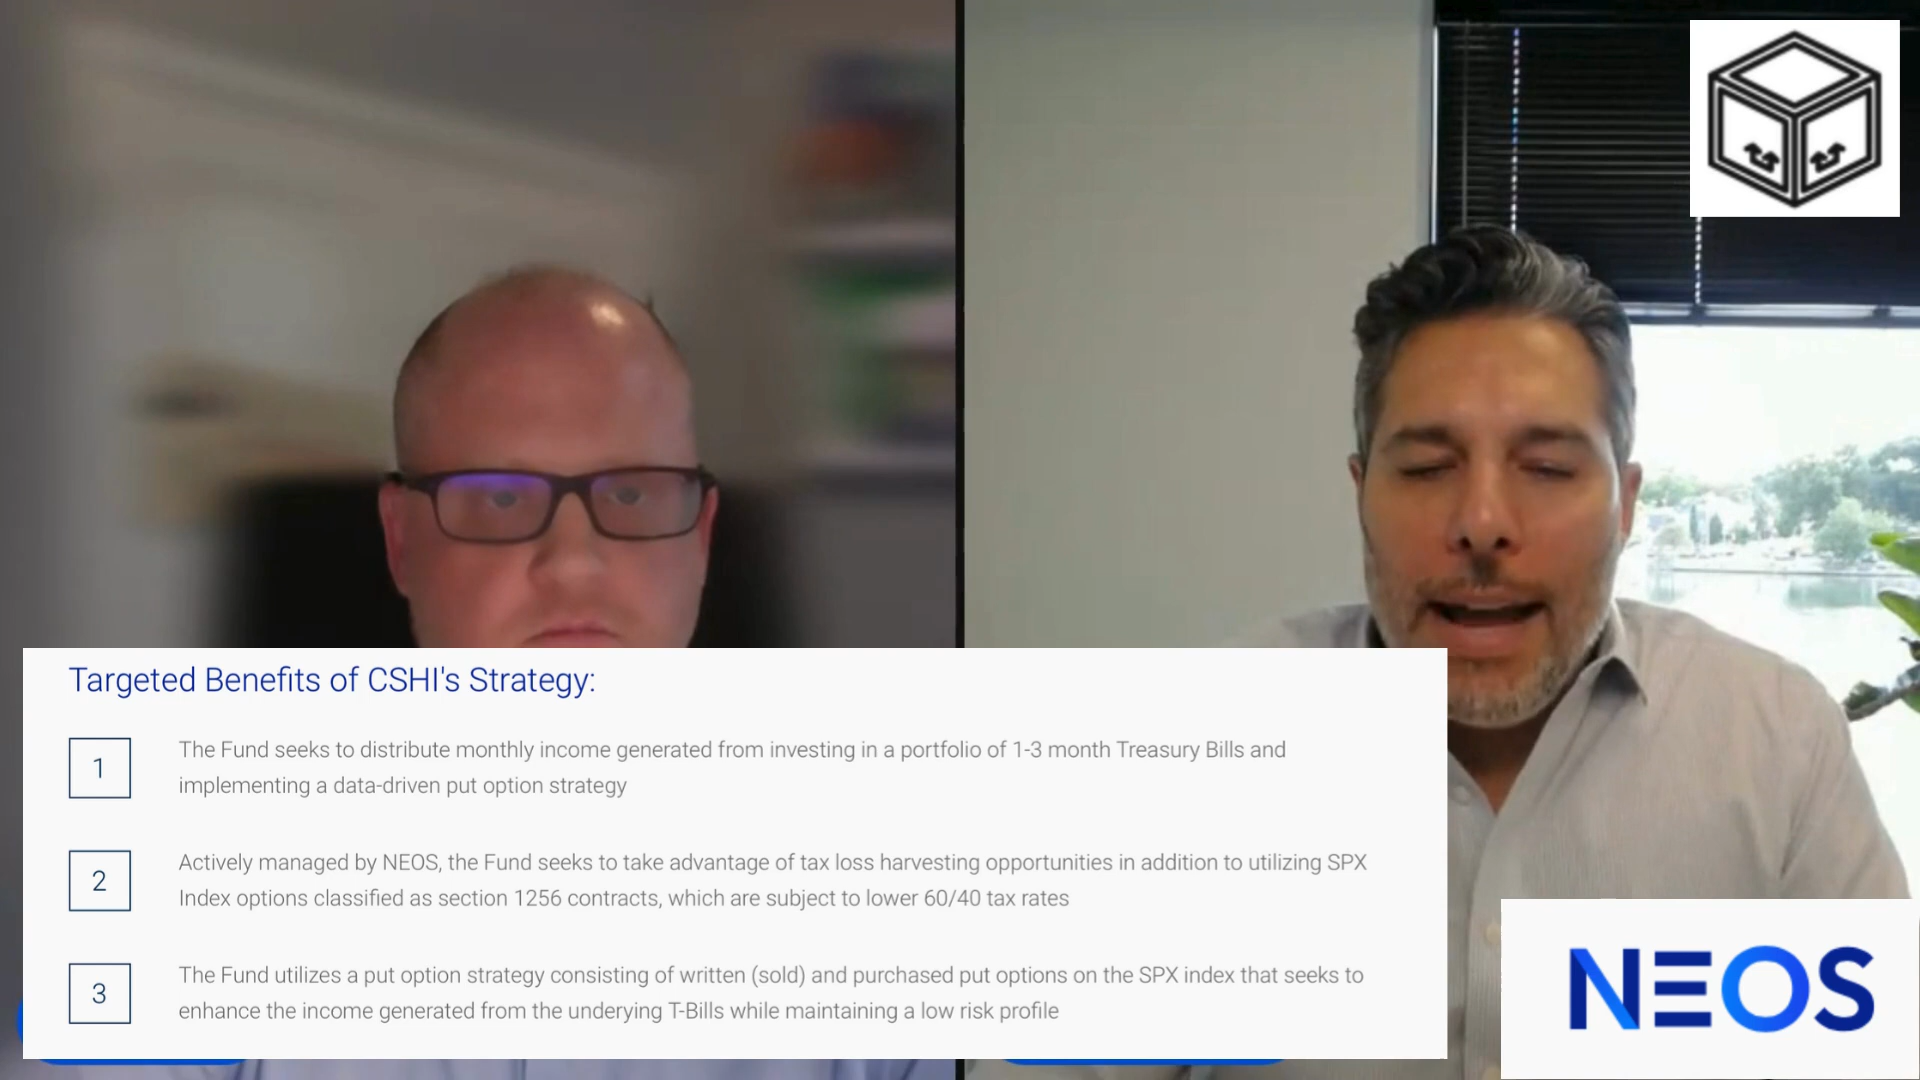 Targeted Benefits of CSHI's Strategy:
1
The Fund seeks to distribute monthly income generated from investing in a portfolio of 1-3 month Treasury Bills and
implementing a data-driven put option strategy
2
Actively managed by NEOS, the Fund seeks to take advantage of tax loss harvesting opportunities in addition to utilizing SPX
Index options classified as section 1256 contracts, which are subject to lower 60/40 tax rates
3
The Fund utilizes a put option strategy consisting of written (sold) and purchased put options on the SPX index that seeks to
enhance the income generated from the underlying T-Bills while maintaining a low risk profile
NEOS